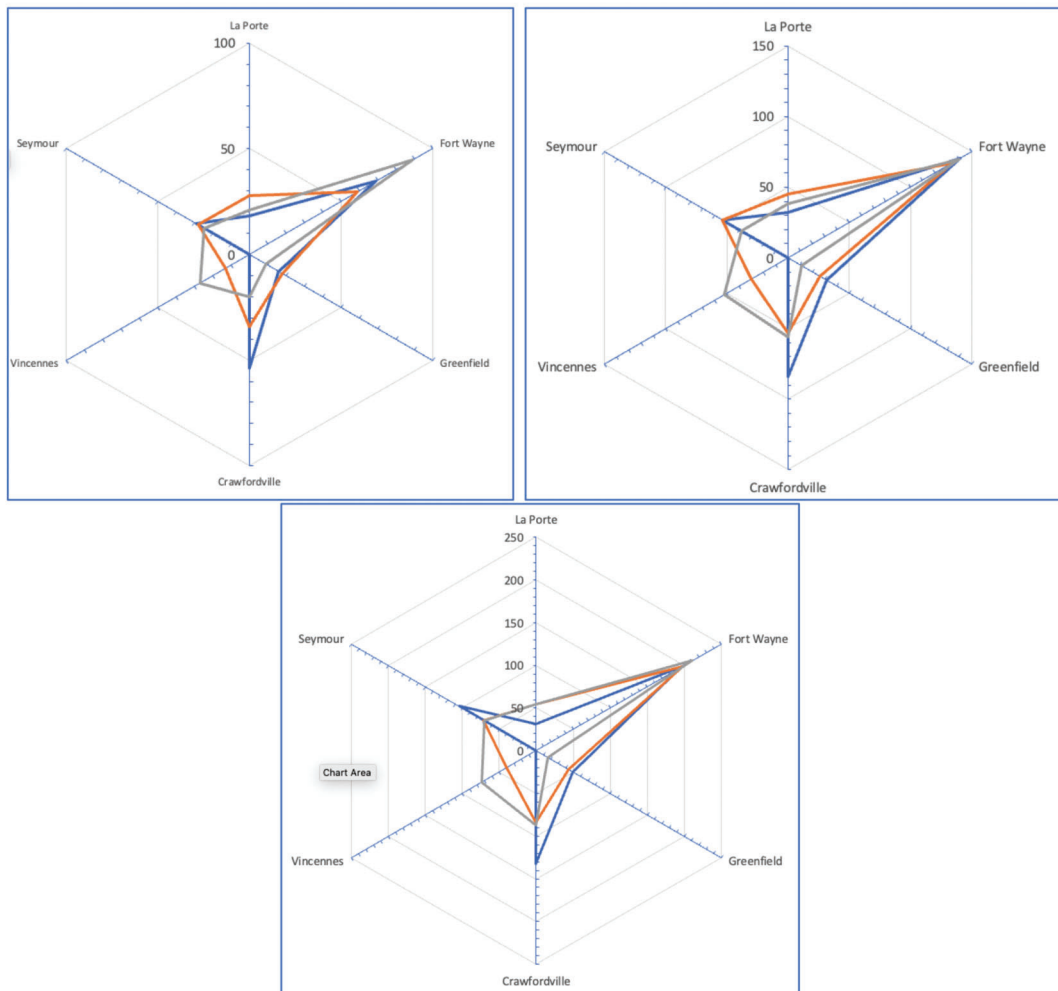 La Porte
100
50
0
Seymour
Fort Wayne
Vincennes
Greenfield
Crawfordville
La Porte
150
100
50
0
Seymour
Fort Wayne
Vincennes
Greenfield
Crawfordville
La Porte
250
200
150
100
50
0
Seymour
Fort Wayne
Chart Area
Vincennes
Greenfield
Crawfordville